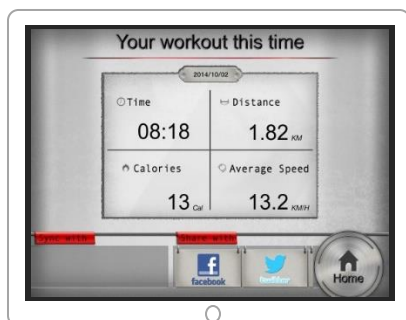 Your workout this time
2014/10/02
Time
Distance
08:18
1.82 KM
Calories
Average Speed
13 Cal
13.2 KM/H
Sync with
Share with
facebook
twitter
Home